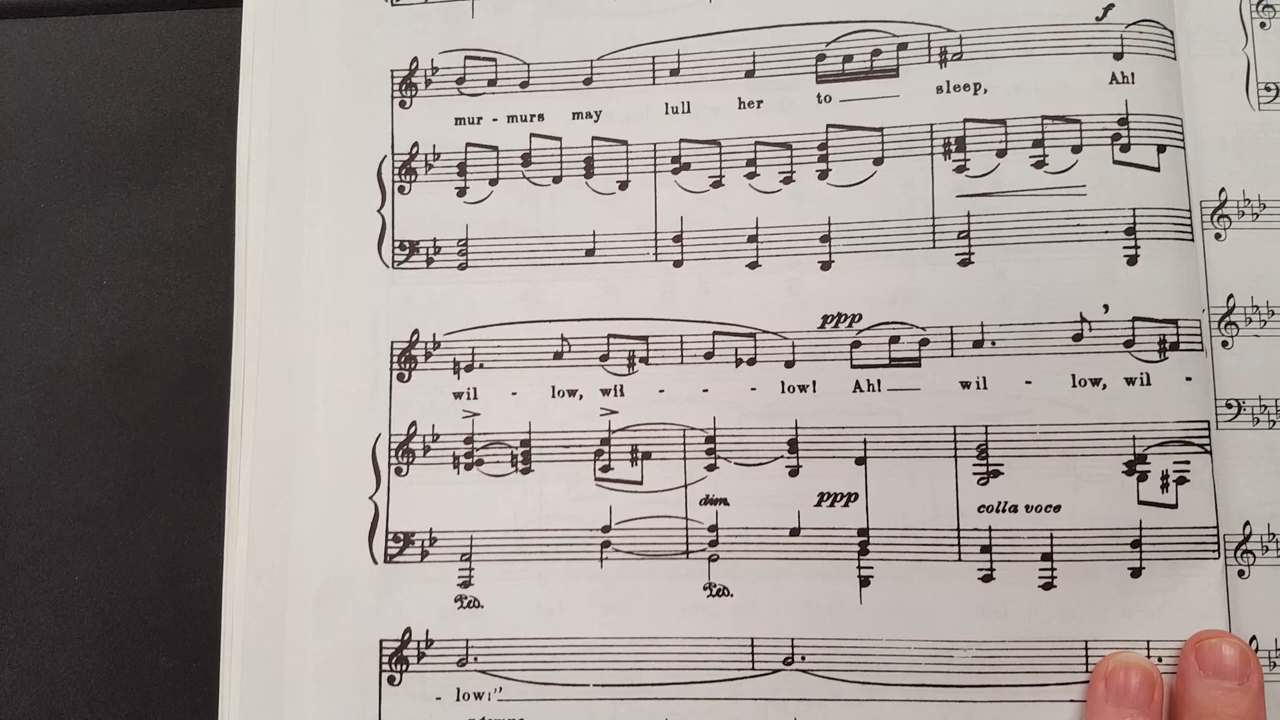 f
mur - murs may lull her to sleep, Ah!
ppp
wil - low, wil - - - low! Ah! wil - low, wil -
dim. ppp colla voce
Ped. Ped.
- low!"